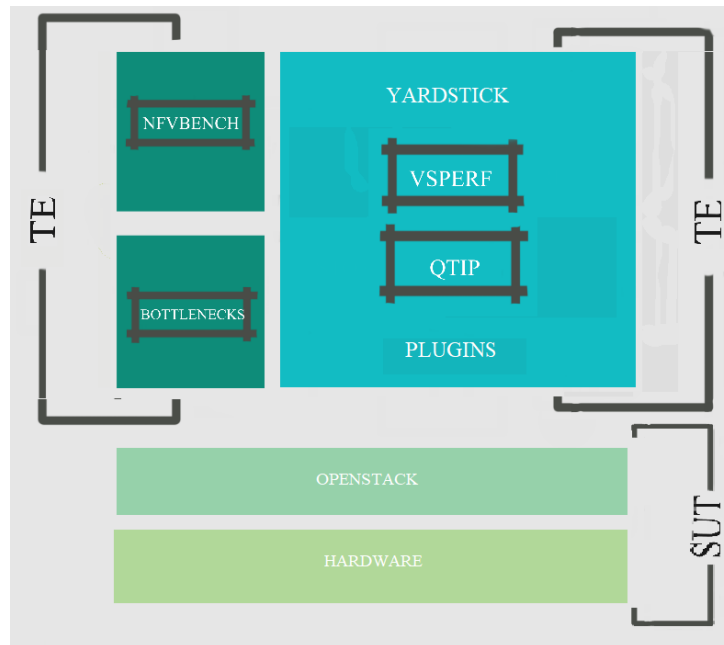 TE
NFVBENCH
BOTTLENECKS
YARDSTICK
VSPERF
QTIP
PLUGINS
TE
OPENSTACK
HARDWARE
SUT